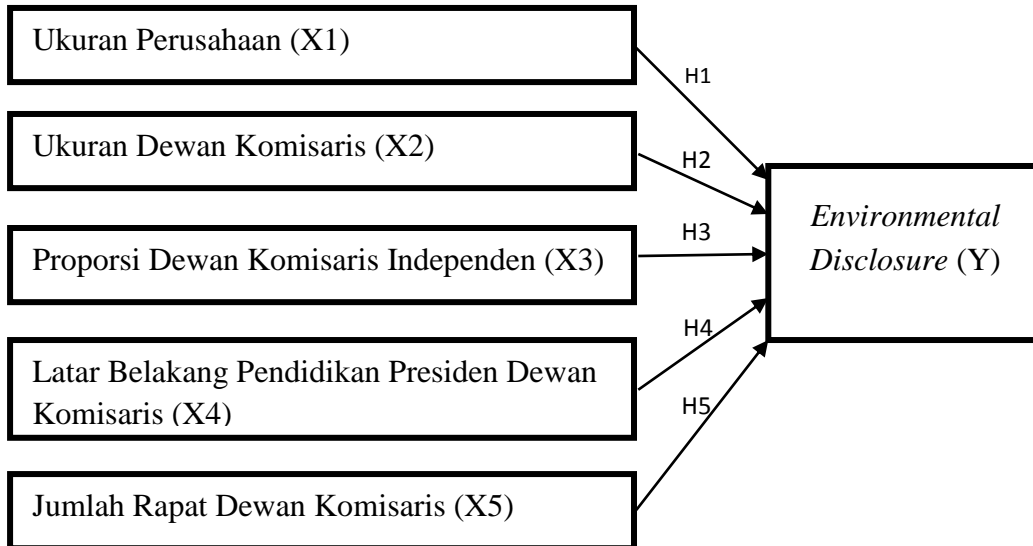 Ukuran Perusahaan (X1)
H1
Ukuran Dewan Komisaris (X2)
H2
Proporsi Dewan Komisaris Independen (X3)
H3
Environmental
Disclosure (Y)
Latar Belakang Pendidikan Presiden Dewan
Komisaris (X4)
H4
Jumlah Rapat Dewan Komisaris (X5)
H5